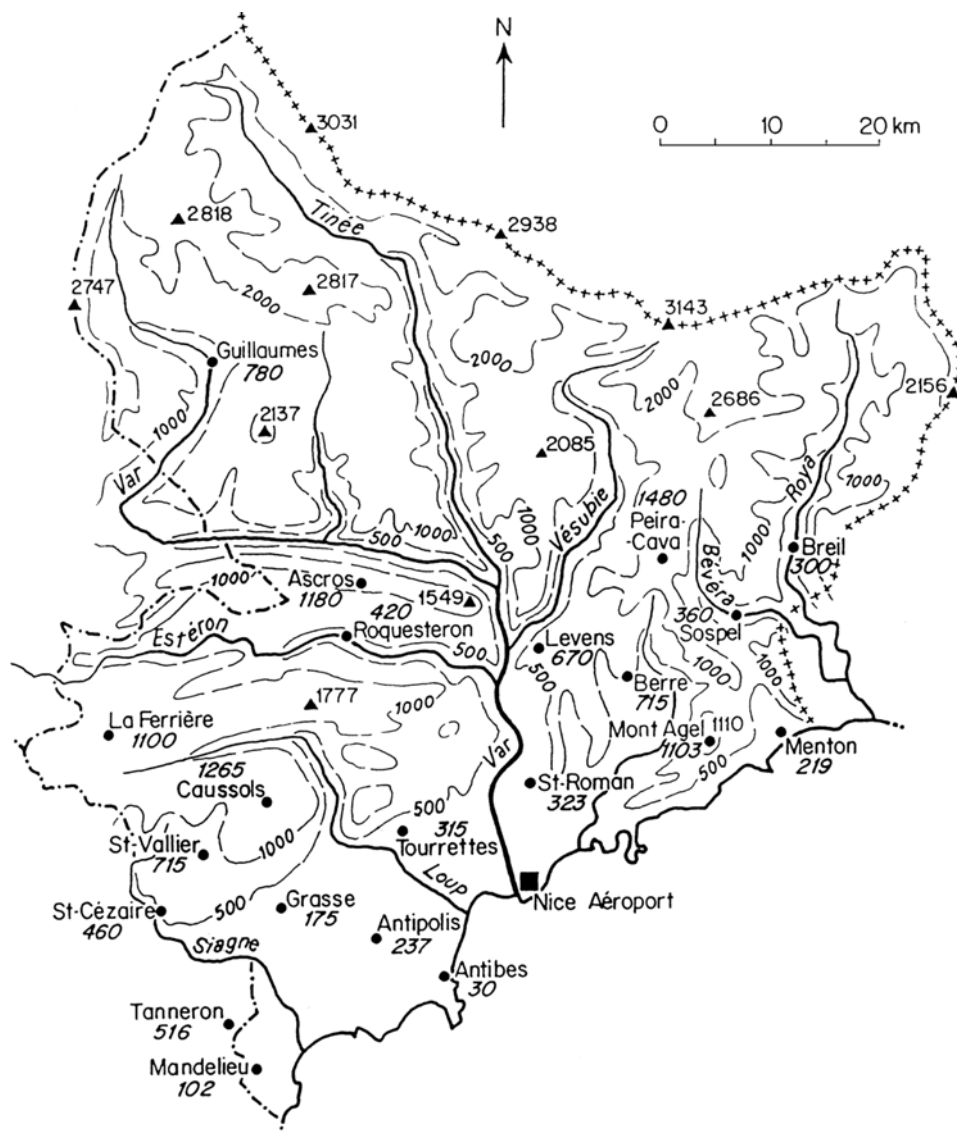 N
0 10 20 km
3031
Tinée
2818
2938
2817
2747
2000
3143
2000
Guillaumes
780
2000
2686
2156
1000
2137
2085
Var
Vésubie
Roya
1480
Peira-
-Cava
1000
1000
500
1000
500
1000
1000
Breil
300
Bévéra
Ascros
1180
1000
1549
420
Roquesteron
360
Sospel
Esteron
500
Levens
670
500
1000
1000
Berre
715
1777
1000
La Ferrière
1100
Var
Mont Agel
1110
1103
Menton
219
500
1265
Caussols
St-Roman
323
500
315
Tourrettes
1000
St-Vallier
715
Loup
Nice Aéroport
500
Grasse
175
St-Cézaire
460
Antipolis
237
Siagne
Antibes
30
Tanneron
516
Mandelieu
102